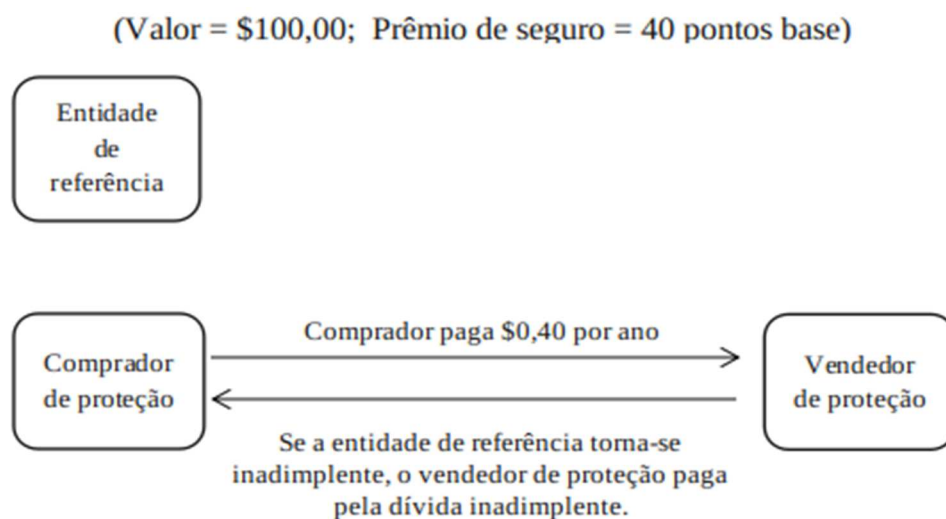 (Valor = $100,00;  Prêmio de seguro = 40 pontos base)
Entidade
de
referência
Comprador paga $0,40 por ano
Comprador
de proteção
Vendedor
de proteção
Se a entidade de referência torna-se
inadimplente, o vendedor de proteção paga
pela dívida inadimplente.